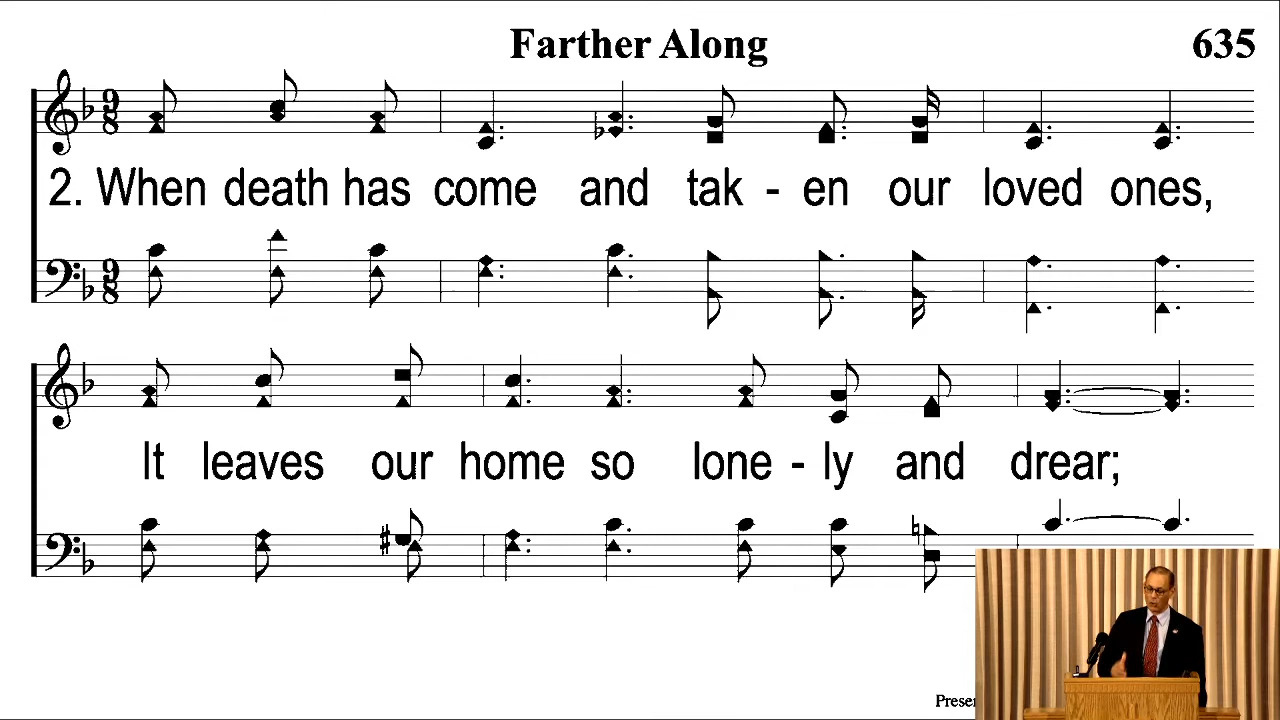 Farther Along 635
2. When death has come and tak - en our loved ones,
It leaves our home so lone - ly and drear;